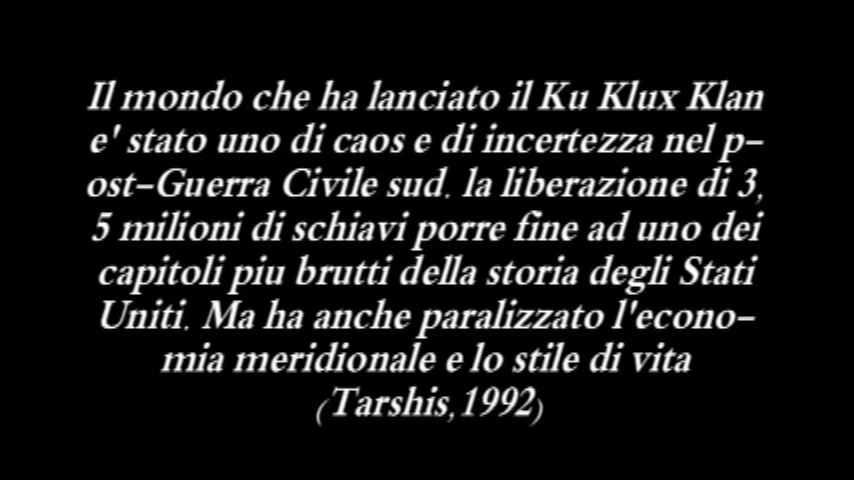 Il mondo che ha lanciato il Ku Klux Klan
e' stato uno di caos e di incertezza nel p-
ost-Guerra Civile sud. la liberazione di 3,
5 milioni di schiavi porre fine ad uno dei
capitoli piu brutti della storia degli Stati
Uniti. Ma ha anche paralizzato l'econo-
mia meridionale e lo stile di vita
(Tarshis,1992)